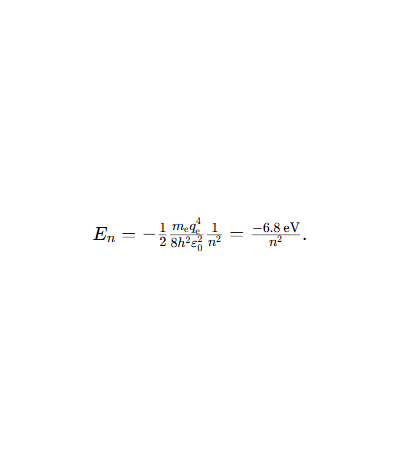 $E_n = -\frac{1}{2} \frac{m_e q_e^4}{8 h^2 \varepsilon_0^2} \frac{1}{n^2} = \frac{-6.8\,\mathrm{eV}}{n^2}.$